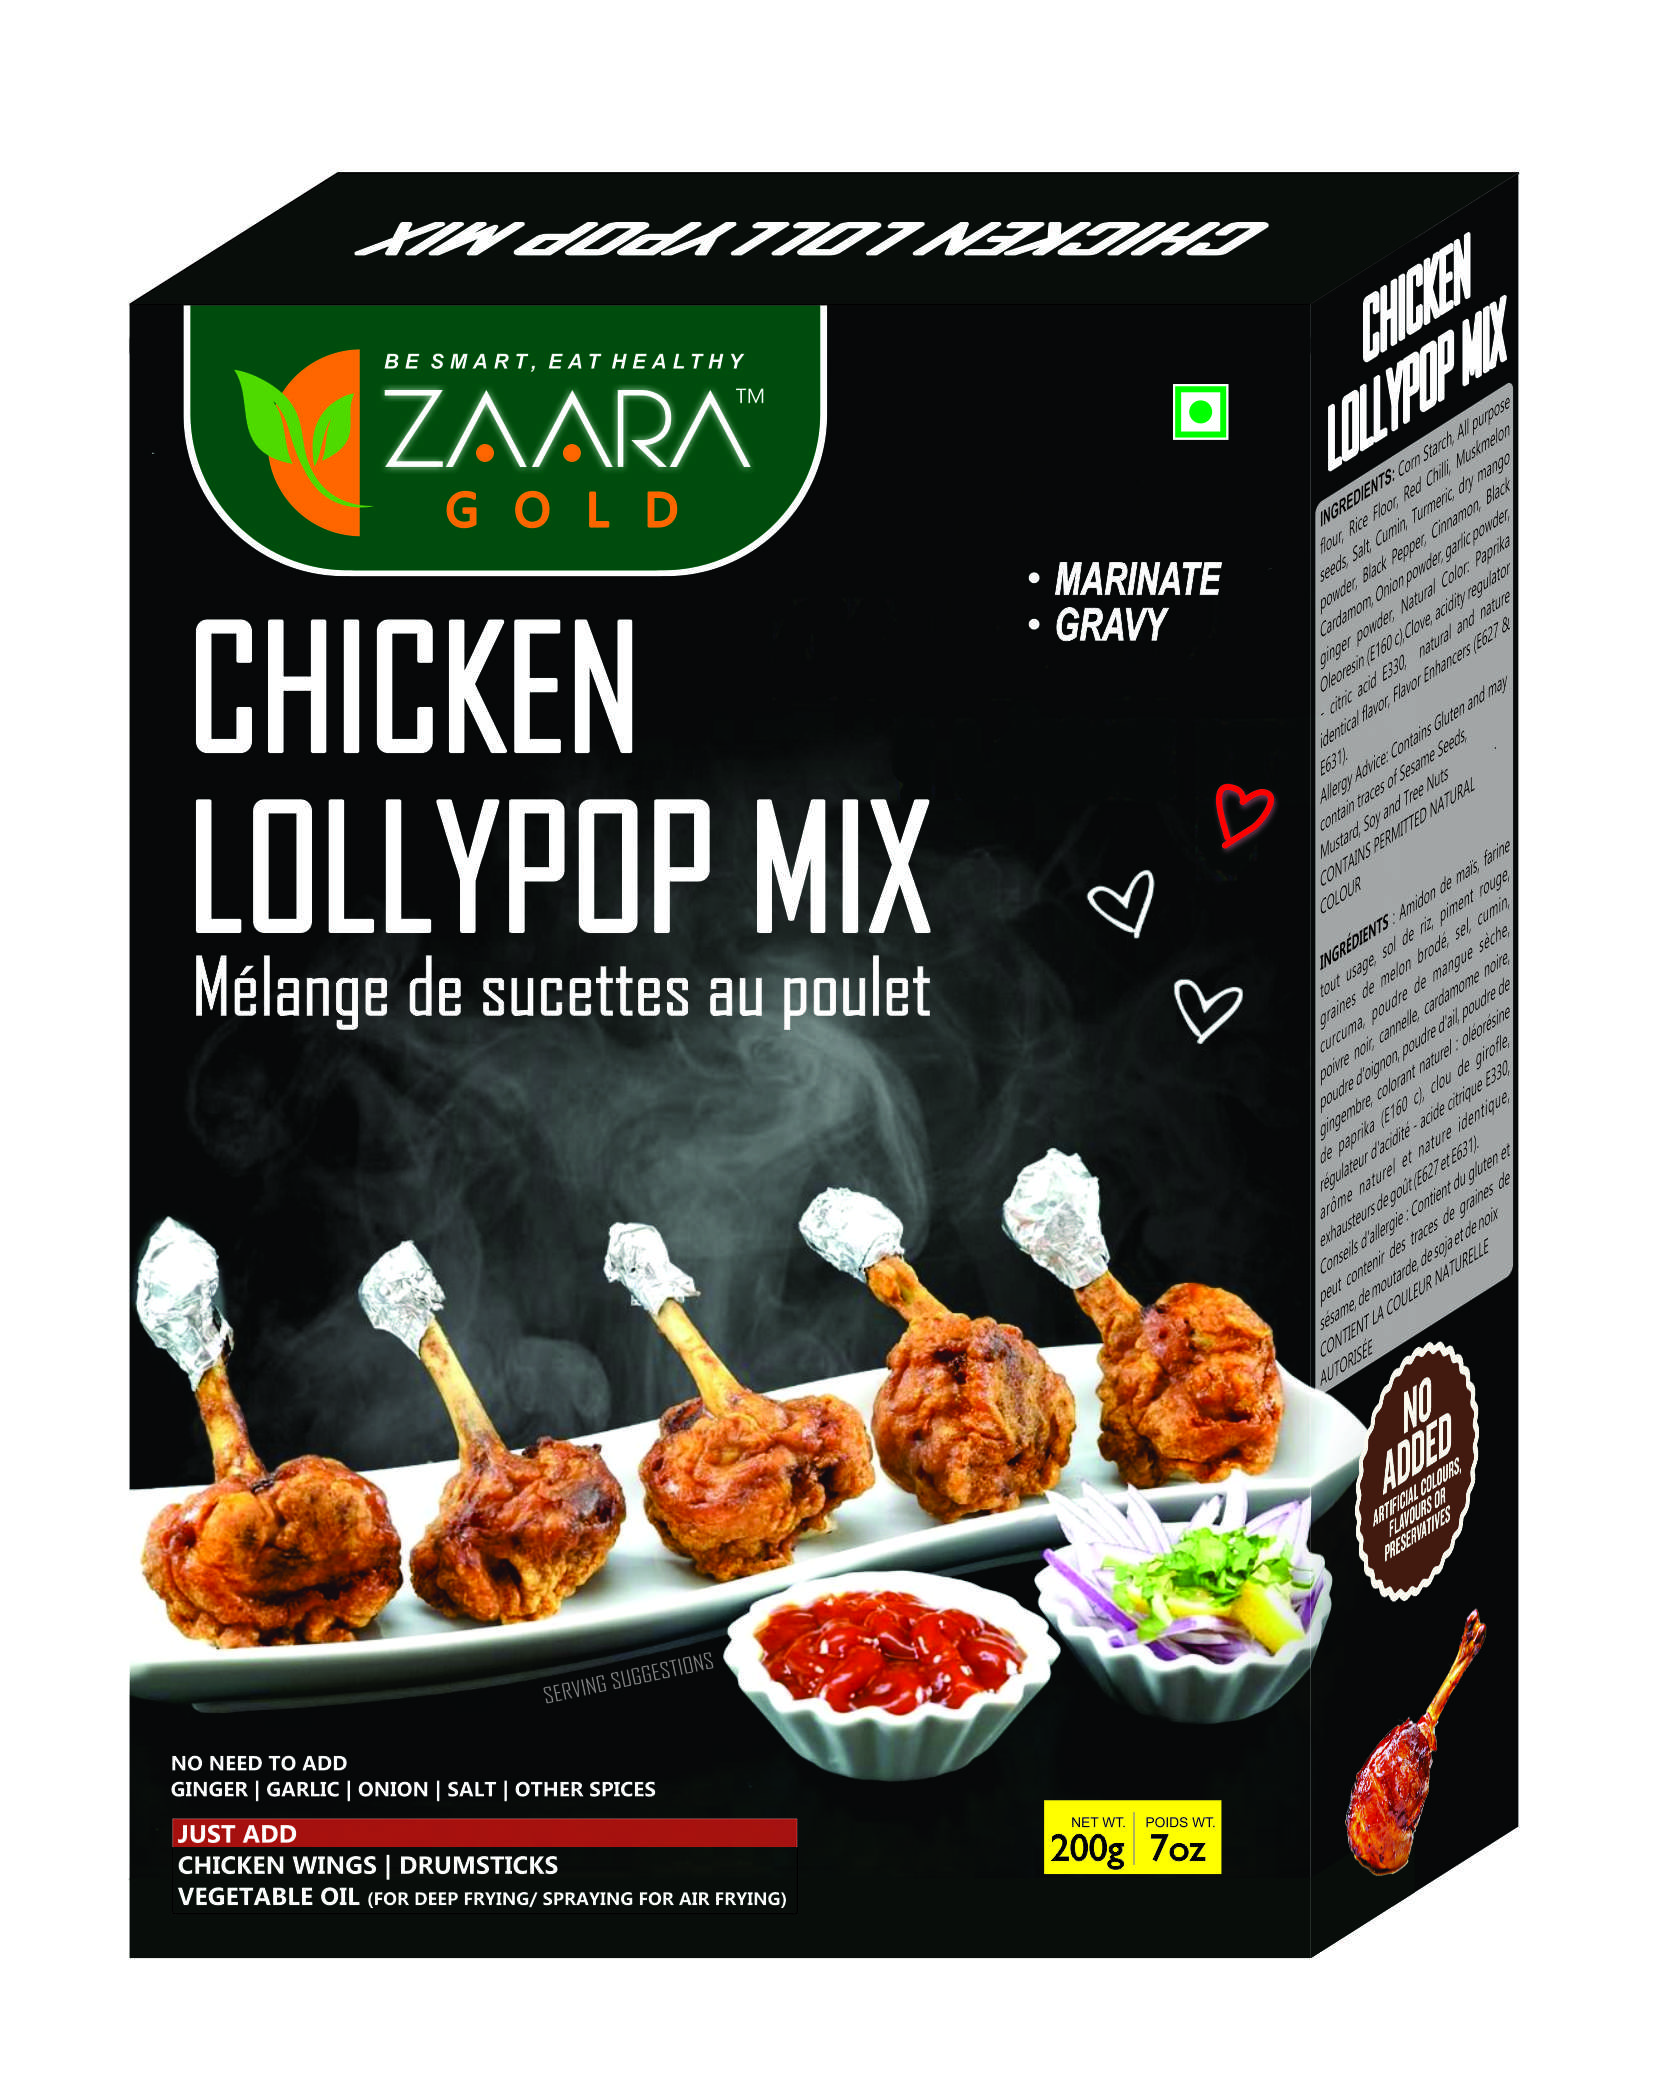 CHICKEN LOLLYPOP MIX
BE SMART, EAT HEALTHY
ZAARA™
GOLD
• MARINATE
• GRAVY
CHICKEN
LOLLYPOP MIX
Mélange de sucettes au poulet
SERVING SUGGESTIONS
NO NEED TO ADD
GINGER | GARLIC | ONION | SALT | OTHER SPICES
JUST ADD
CHICKEN WINGS | DRUMSTICKS
VEGETABLE OIL (FOR DEEP FRYING/ SPRAYING FOR AIR FRYING)
NET WT. | POIDS WT.
200g | 7oz
CHICKEN
LOLLYPOP MIX
INGREDIENTS: Corn Starch, All purpose
flour, Rice Floor, Red Chilli, Muskmelon
seeds, Salt, Cumin, Turmeric, dry mango
powder, Black Pepper, Cinnamon, Black
Cardamom, Onion powder, garlic powder,
ginger powder, Natural Color: Paprika
Oleoresin (E160 c),Clove, acidity regulator
- citric acid E330, natural and nature
identical flavor, Flavor Enhancers (E627 &
E631).
Allergy Advice: Contains Gluten and may
contain traces of Sesame Seeds,
Mustard, Soy and Tree Nuts
CONTAINS PERMITTED NATURAL
COLOUR
INGRÉDIENTS : Amidon de maïs, farine
tout usage, sol de riz, piment rouge,
graines de melon brodé, sel, cumin,
curcuma, poudre de mangue sèche,
poivre noir, cannelle, cardamome noire,
poudre d'oignon, poudre d'ail, poudre de
gingembre, colorant naturel : oléorésine
de paprika (E160 c), clou de girofle,
régulateur d'acidité - acide citrique E330,
arôme naturel et nature identique,
exhausteurs de goût (E627 et E631).
Conseils d'allergie : Contient du gluten et
peut contenir des traces de graines de
sésame, de moutarde, de soja et de noix
CONTIENT LA COULEUR NATURELLE
AUTORISÉE
NO
ADDED
ARTIFICIAL COLOURS,
FLAVOURS OR
PRESERVATIVES